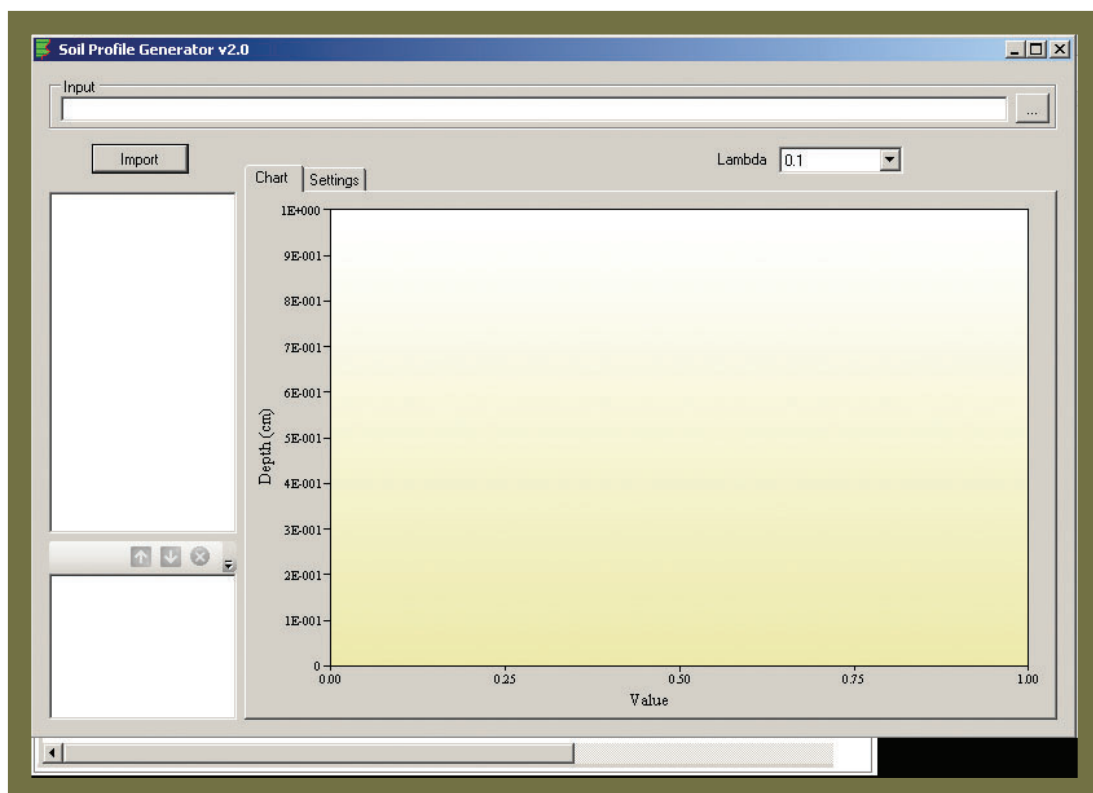 Soil Profile Generator v2.0
Input
...
Import
Lambda 0.1
Chart Settings
1E+000
9E-001
8E-001
7E-001
6E-001
5E-001
4E-001
3E-001
2E-001
1E-001
0
Depth (cm)
0.00 0.25 0.50 0.75 1.00
Value